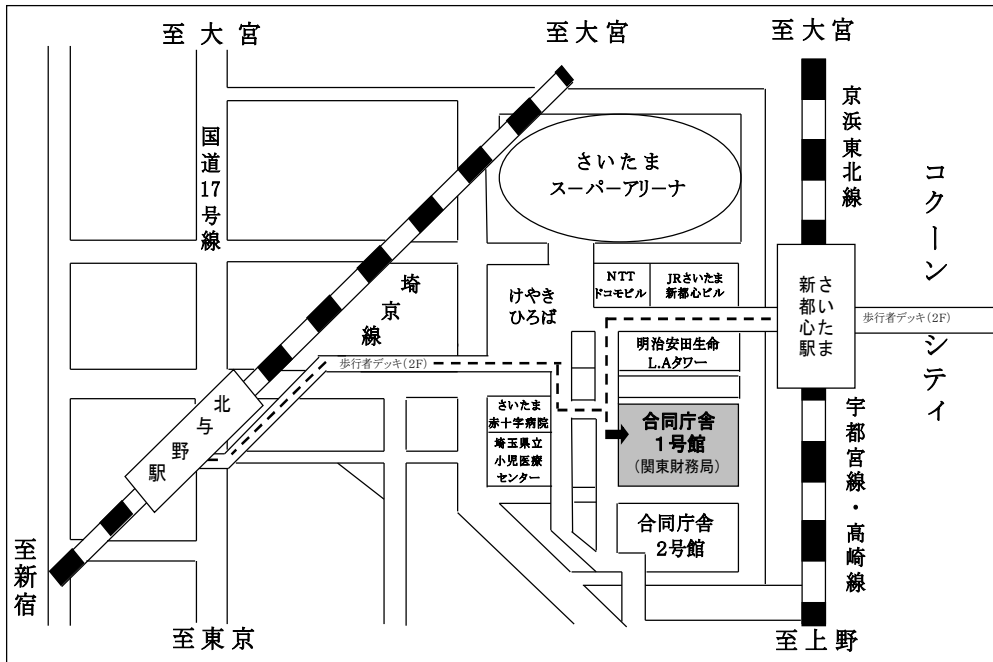 至大宮
至大宮
至大宮
国道17号線
京浜東北線
コクーンシティ
さいたま
スーパーアリーナ
埼京線
けやき
ひろば
NTT
ドコモビル
JRさいたま
新都心ビル
さいたま
新都心駅
歩行者デッキ(2F)
明治安田生命
L.Aタワー
歩行者デッキ(2F)
北与野駅
さいたま
赤十字病院
埼玉県立
小児医療
センター
合同庁舎
1号館
(関東財務局)
宇都宮線・高崎線
合同庁舎
2号館
至新宿
至東京
至上野